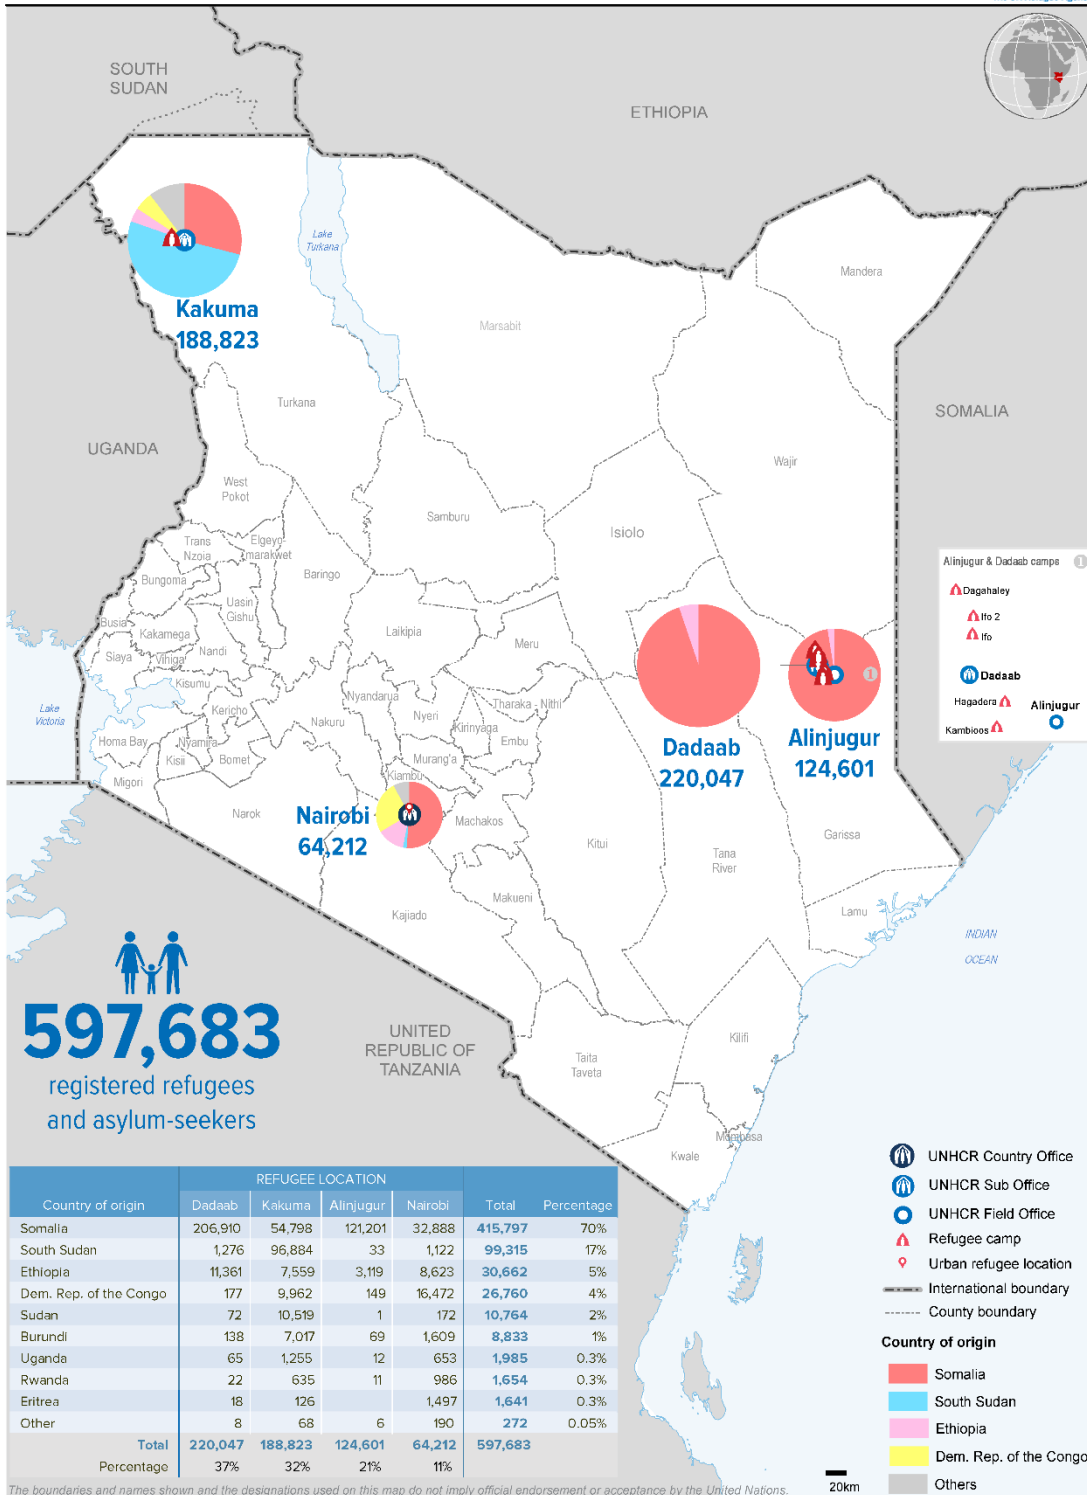 SOUTH
SUDAN
ETHIOPIA
Kakuma
188,823
Lake
Turkana
Mandera
Marsabit
Turkana
SOMALIA
UGANDA
Wajir
West
Pokot
Samburu
Isiolo
Trans
Nzoia
Elgeyo-
marakwet
Baringo
Bungoma
Uasin
Gishu
Busia
Kakamega
Laikipia
Meru
Siaya
Vihiga
Nandi
Kisumu
Nyandarua
Tharaka - Nithi
Lake
Victoria
Kericho
Nakuru
Nyeri
Kirinyaga
Embu
Homa Bay
Nyamira
Kisii
Bomet
Murang'a
Kiambu
Migori
Narok
Nairobi
64,212
Machakos
Dadaab
220,047
Alinjugur
124,601
1
Kitui
Tana
River
Garissa
Makueni
Kajiado
Lamu
INDIAN
OCEAN
Alinjugur & Dadaab camps 1
Dagahaley
Ifo 2
Ifo
Dadaab
Hagadera
Alinjugur
Kambioos
597,683
registered refugees
and asylum-seekers
UNITED
REPUBLIC OF
TANZANIA
Taita
Taveta
Kilifi
Mombasa
Kwale
REFUGEE LOCATION
Country of origin Dadaab Kakuma Alinjugur Nairobi Total Percentage
Somalia 206,910 54,798 121,201 32,888 415,797 70%
South Sudan 1,276 96,884 33 1,122 99,315 17%
Ethiopia 11,361 7,559 3,119 8,623 30,662 5%
Dem. Rep. of the Congo 177 9,962 149 16,472 26,760 4%
Sudan 72 10,519 1 172 10,764 2%
Burundi 138 7,017 69 1,609 8,833 1%
Uganda 65 1,255 12 653 1,985 0.3%
Rwanda 22 635 11 986 1,654 0.3%
Eritrea 18 126 1,497 1,641 0.3%
Other 8 68 6 190 272 0.05%
Total 220,047 188,823 124,601 64,212 597,683
Percentage 37% 32% 21% 11%
UNHCR Country Office
UNHCR Sub Office
UNHCR Field Office
Refugee camp
Urban refugee location
International boundary
County boundary
Country of origin
Somalia
South Sudan
Ethiopia
Dem. Rep. of the Congo
Others
20km
The boundaries and names shown and the designations used on this map do not imply official endorsement or acceptance by the United Nations.